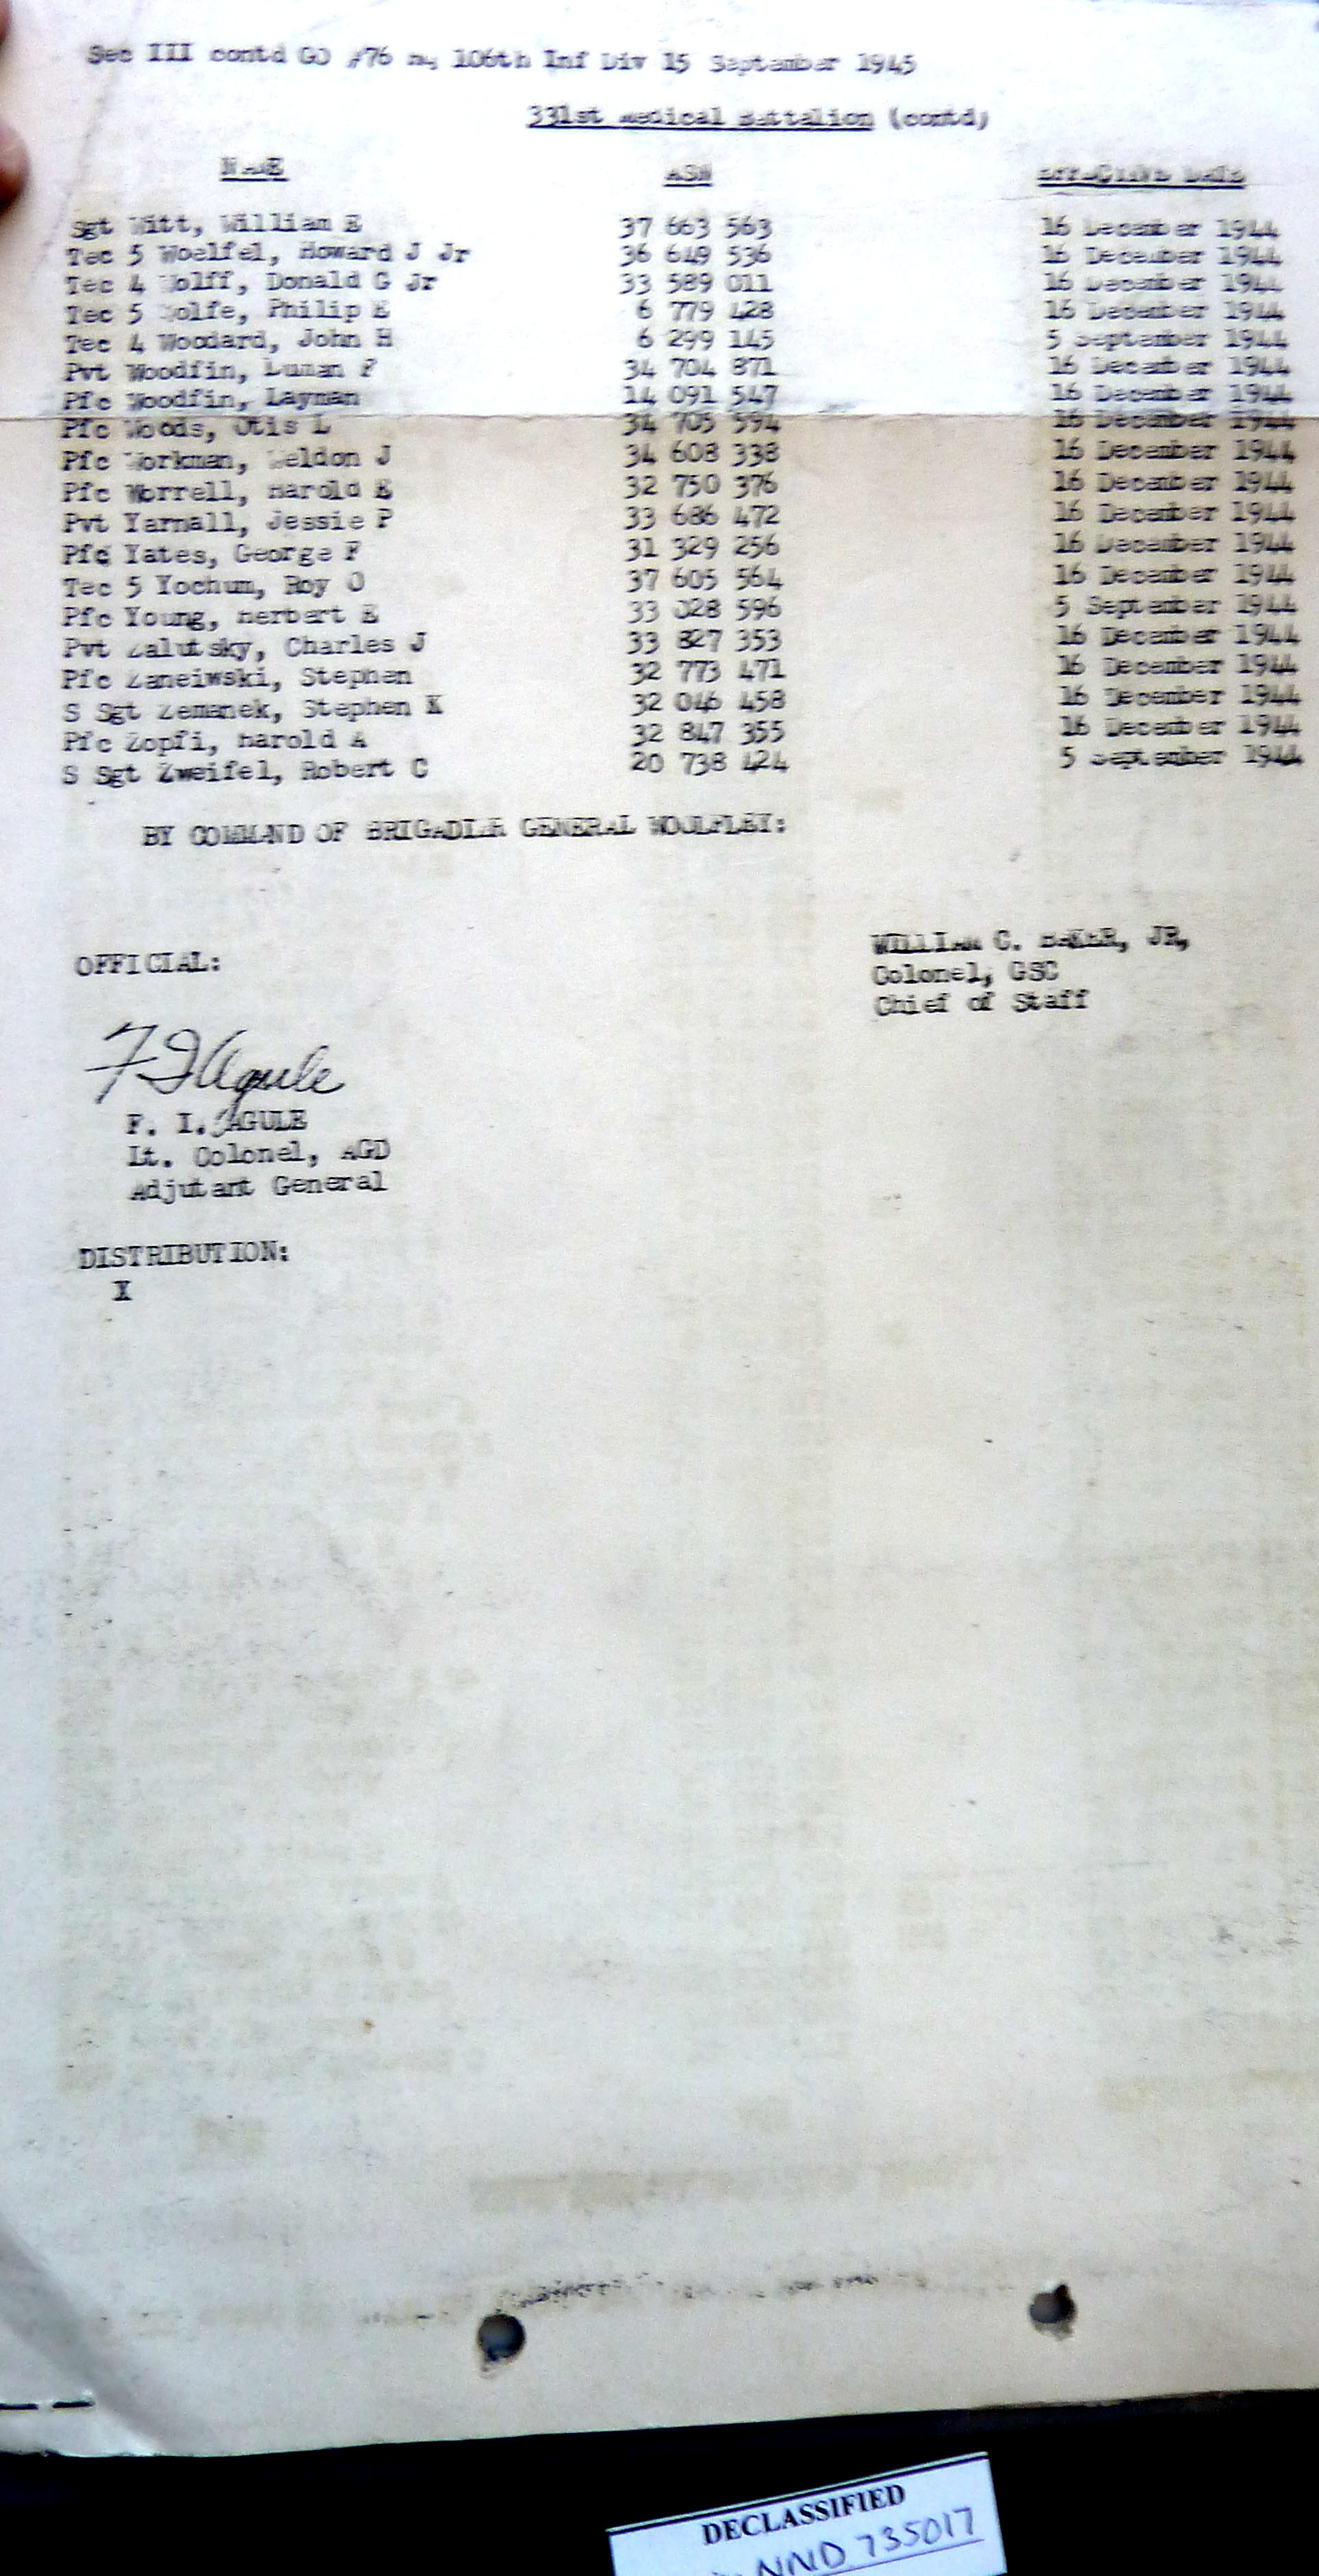 Sec III contd GO #76 Hq 106th Inf Div 15 September 1945
331st Medical Battalion (contd)
NAME ASN EFFECTIVE DATE
Sgt Witt, William E 37 663 563 16 December 1944
Tec 5 Woelfel, Howard J Jr 36 649 536 16 December 1944
Tec 4 Wolff, Donald G Jr 33 589 011 16 December 1944
Tec 5 Wolfe, Philip E 6 779 428 16 December 1944
Tec 4 Woodard, John H 6 299 145 5 September 1944
Pvt Woodfin, Luman F 34 704 871 16 December 1944
Pfc Woodfin, Layman 14 091 547 16 December 1944
Pfc Woods, Otis L 34 705 594 16 December 1944
Pfc Workman, Weldon J 34 608 338 16 December 1944
Pfc Worrell, Harold E 32 750 376 16 December 1944
Pvt Yarnall, Jessie P 33 686 472 16 December 1944
Pfc Yates, George F 31 329 256 16 December 1944
Tec 5 Yochum, Roy O 37 605 564 16 December 1944
Pfc Young, Herbert E 33 028 596 5 September 1944
Pvt Zalutsky, Charles J 33 827 353 16 December 1944
Pfc Zaneiwski, Stephen 32 773 471 16 December 1944
S Sgt Zemanek, Stephen K 32 046 458 16 December 1944
Pfc Zopfi, Harold A 32 847 355 16 December 1944
S Sgt Zweifel, Robert C 20 738 424 5 September 1944
BY COMMAND OF BRIGADIER GENERAL WOOLFLEY:
WILLIAM C. BAKER, JR,
Colonel, GSC
Chief of Staff
OFFICIAL:
F I Agule
F. I. AGULE
Lt. Colonel, AGD
Adjutant General
DISTRIBUTION:
X
DECLASSIFIED
NND 735017